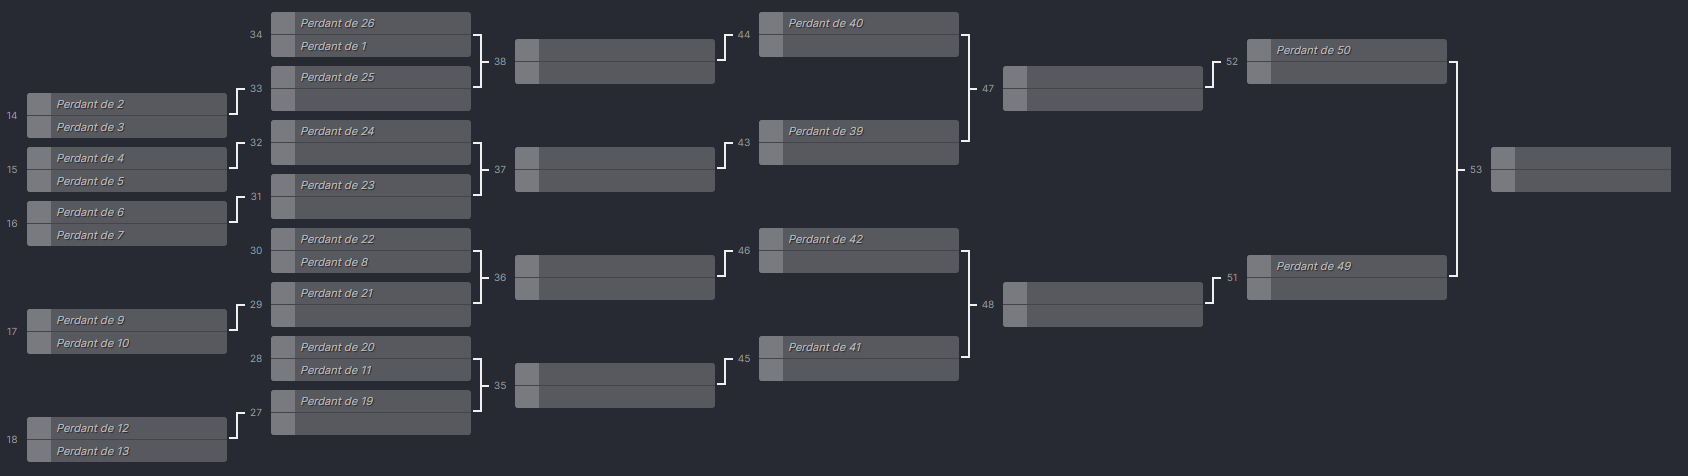 14
Perdant de 2
Perdant de 3
15
Perdant de 4
Perdant de 5
16
Perdant de 6
Perdant de 7
17
Perdant de 9
Perdant de 10
18
Perdant de 12
Perdant de 13
34
Perdant de 26
Perdant de 1
33
Perdant de 25
32
Perdant de 24
31
Perdant de 23
30
Perdant de 22
Perdant de 8
29
Perdant de 21
28
Perdant de 20
Perdant de 11
27
Perdant de 19
38
37
36
35
44
Perdant de 40
43
Perdant de 39
46
Perdant de 42
45
Perdant de 41
47
48
52
Perdant de 50
51
Perdant de 49
53